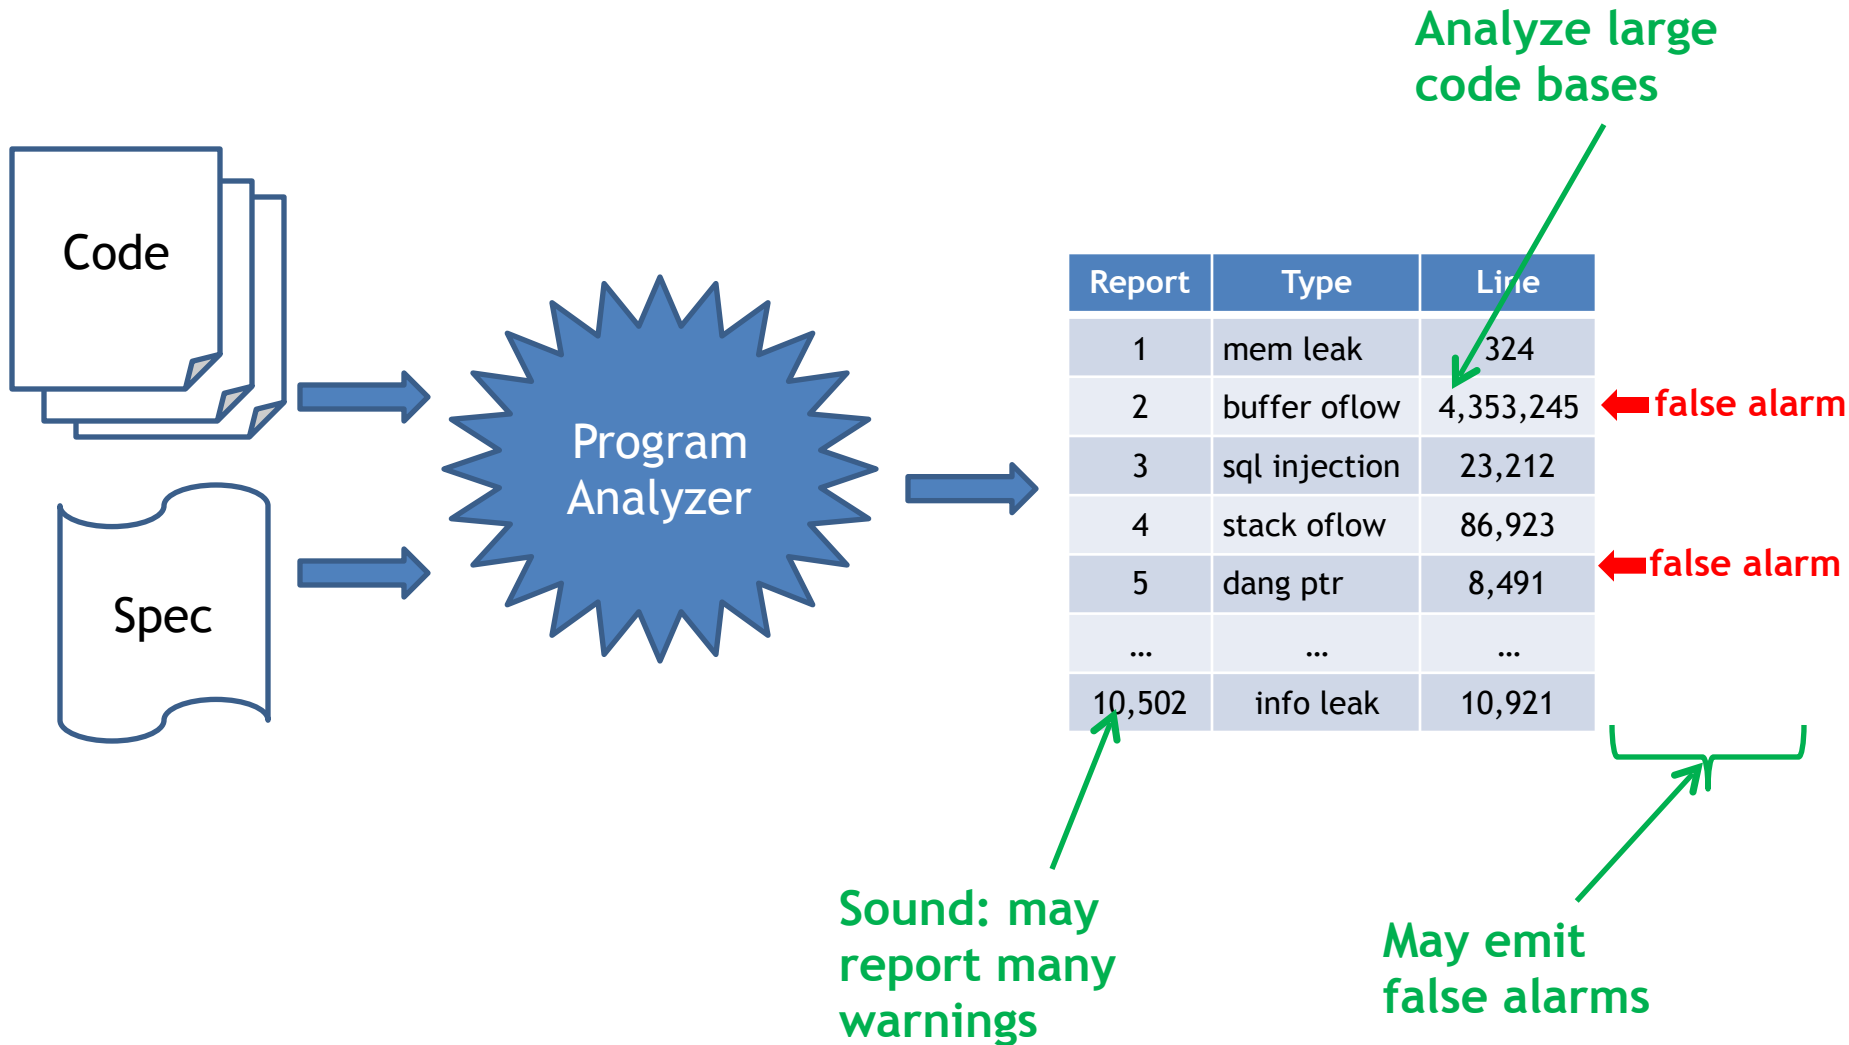 Analyze large
code bases
Code
Spec
Program
Analyzer
Report Type Line
1 mem leak 324
2 buffer oflow 4,353,245
3 sql injection 23,212
4 stack oflow 86,923
5 dang ptr 8,491
... ... ...
10,502 info leak 10,921
false alarm
false alarm
Sound: may
report many
warnings
May emit
false alarms